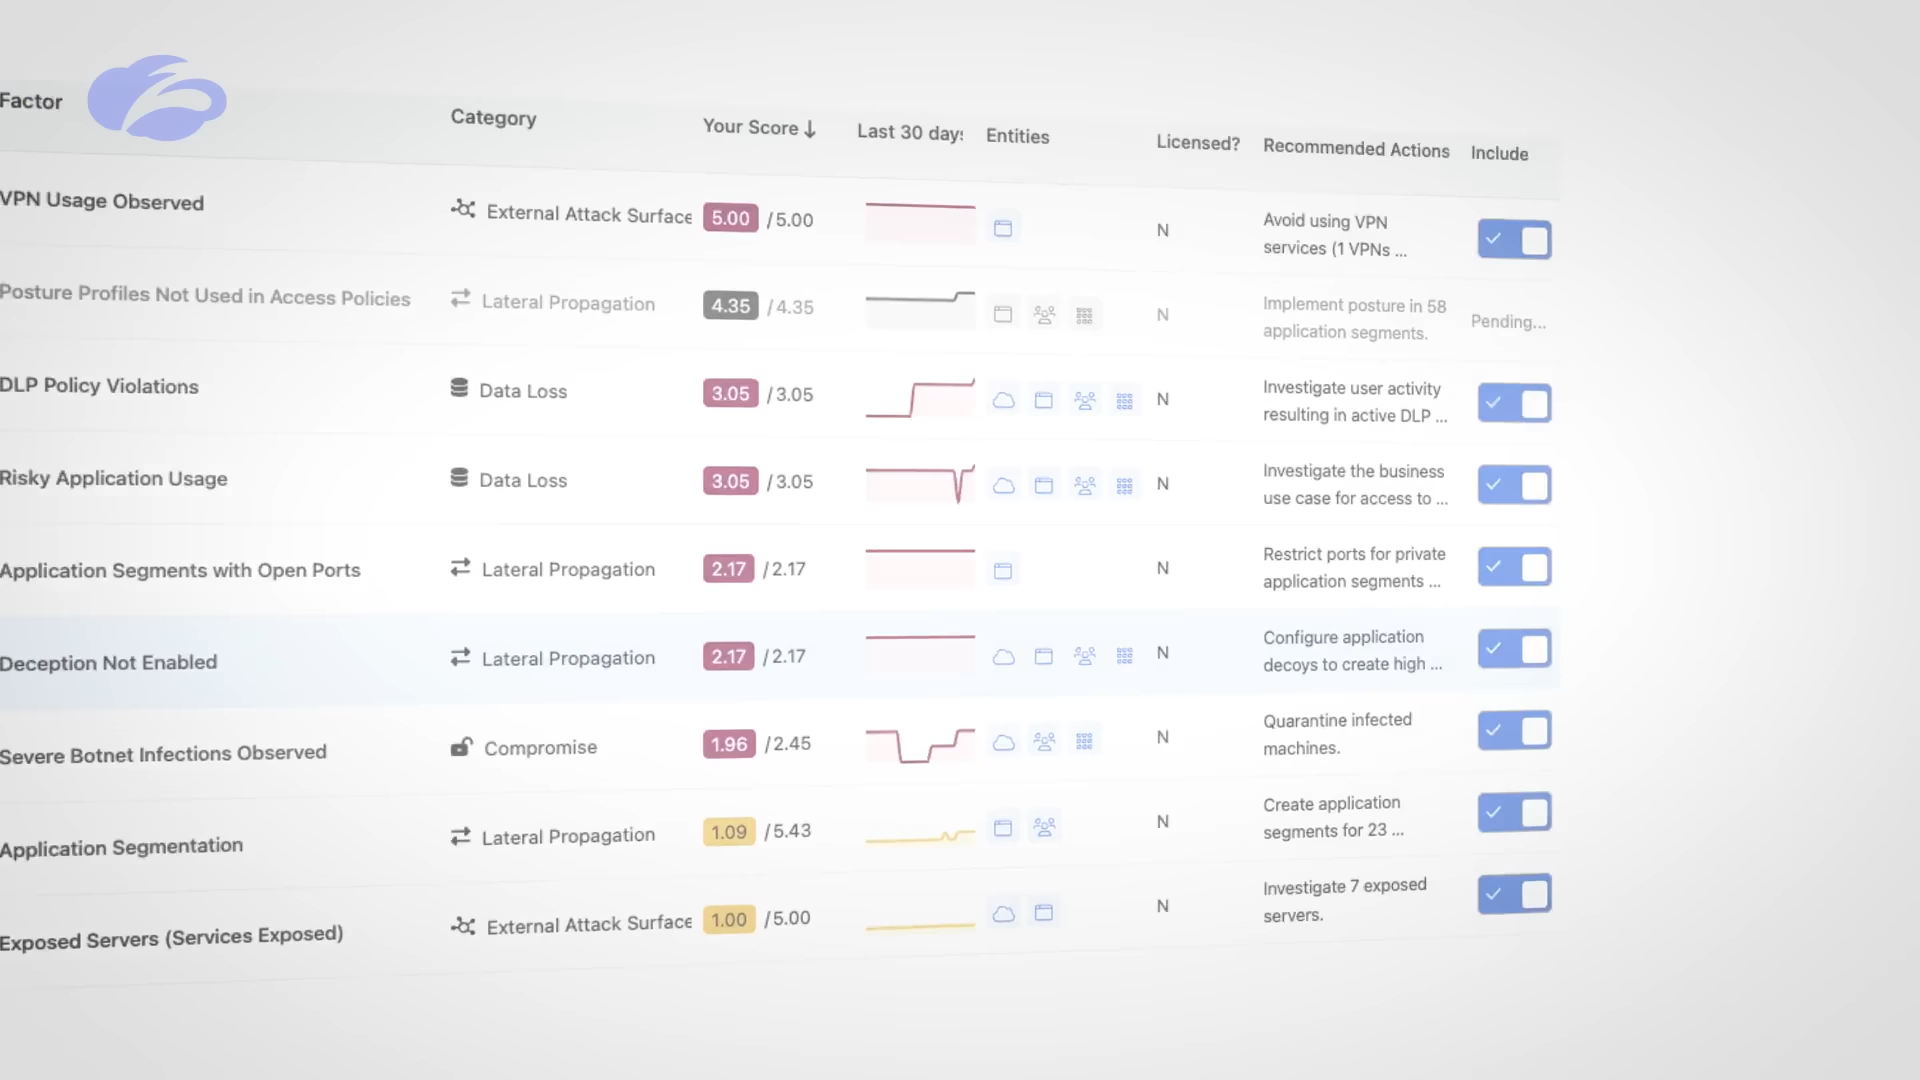 Factor Category Your Score Last 30 days Entities Licensed? Recommended Actions Include
VPN Usage Observed External Attack Surface 5.00 /5.00 N Avoid using VPN
services (1 VPNs ...
Posture Profiles Not Used in Access Policies Lateral Propagation 4.35 /4.35 N Implement posture in 58
application segments. Pending...
DLP Policy Violations Data Loss 3.05 /3.05 N Investigate user activity
resulting in active DLP ...
Risky Application Usage Data Loss 3.05 /3.05 N Investigate the business
use case for access to ...
Application Segments with Open Ports Lateral Propagation 2.17 /2.17 N Restrict ports for private
application segments ...
Deception Not Enabled Lateral Propagation 2.17 /2.17 N Configure application
decoys to create high ...
Severe Botnet Infections Observed Compromise 1.96 /2.45 N Quarantine infected
machines.
Application Segmentation Lateral Propagation 1.09 /5.43 N Create application
segments for 23 ...
Exposed Servers (Services Exposed) External Attack Surface 1.00 /5.00 N Investigate 7 exposed
servers.